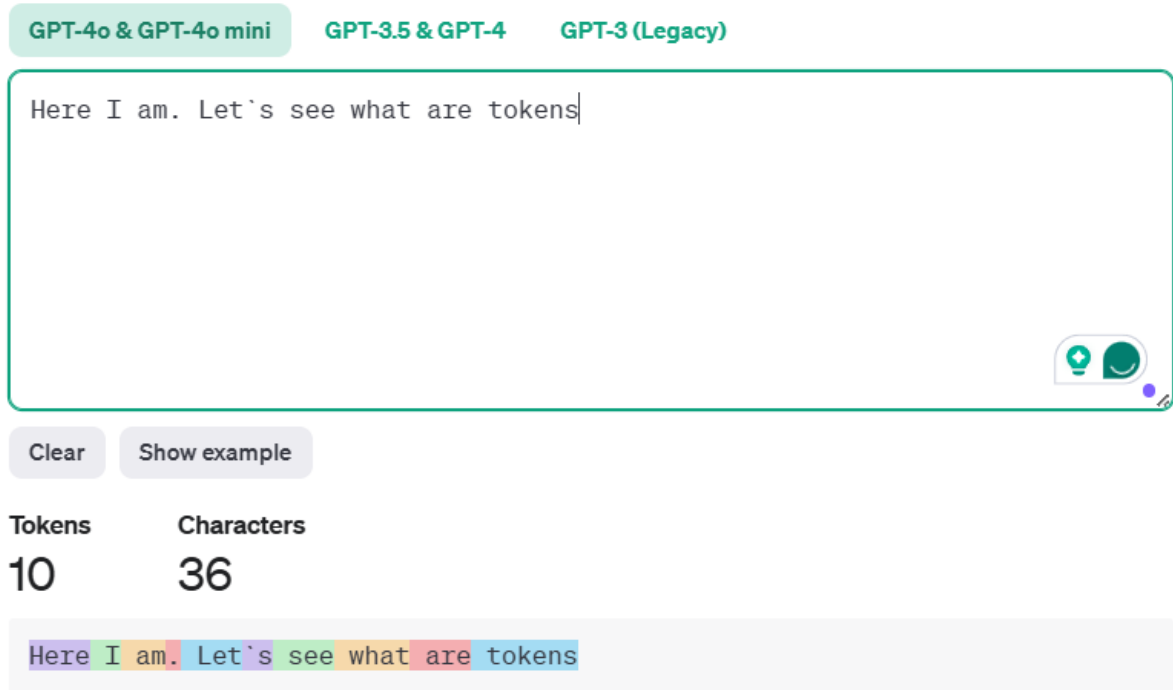 GPT-4o & GPT-4o mini GPT-3.5 & GPT-4 GPT-3 (Legacy)
Here I am. Let`s see what are tokens
Clear Show example
Tokens Characters
10 36
Here I am. Let`s see what are tokens